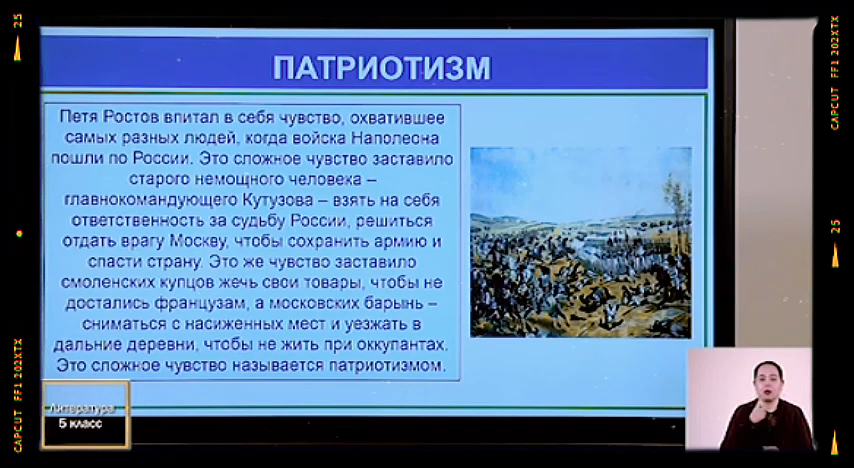 25
25
CAPCUT FF1 202XTX
ПАТРИОТИЗМ
Петя Ростов впитал в себя чувство, охватившее
самых разных людей, когда войска Наполеона
пошли по России. Это сложное чувство заставило
старого немощного человека –
главнокомандующего Кутузова – взять на себя
ответственность за судьбу России, решиться
отдать врагу Москву, чтобы сохранить армию и
спасти страну. Это же чувство заставило
смоленских купцов жечь свои товары, чтобы не
достались французам, а московских барынь –
сниматься с насиженных мест и уезжать в
дальние деревни, чтобы не жить при оккупантах.
Это сложное чувство называется патриотизмом.
Литература
5 класс
CAPCUT FF1 202XTX